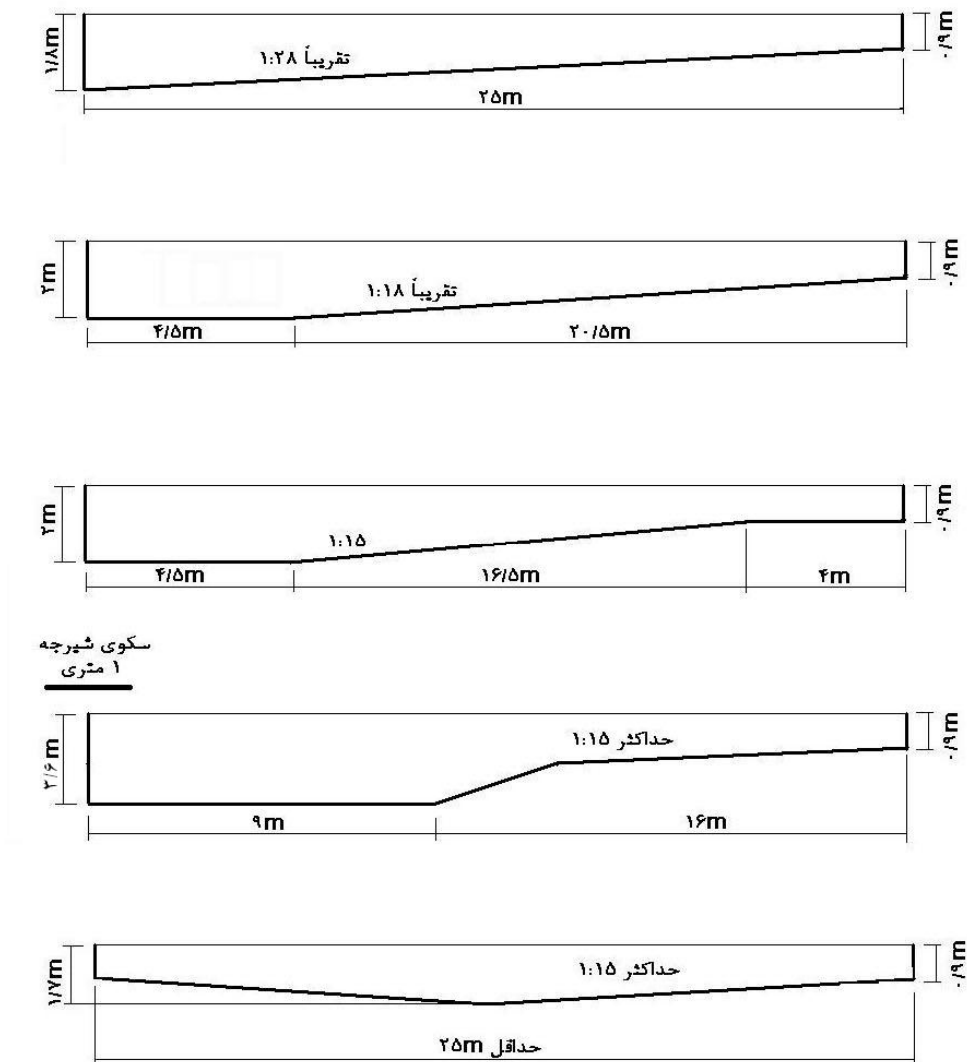 ۱/۸m
تقریباً ۱:۲۸
۰/۹m
۲۵m
۲m
تقریباً ۱:۱۸
۰/۹m
۴/۵m
۲۰/۵m
۲m
۱:۱۵
۰/۹m
۴/۵m
۱۶/۵m
۴m
سکوی شیرجه
۱ متری
۳/۶m
حداکثر ۱:۱۵
۰/۹m
۹m
۱۶m
۱/۷m
حداکثر ۱:۱۵
۰/۹m
حداقل ۲۵m